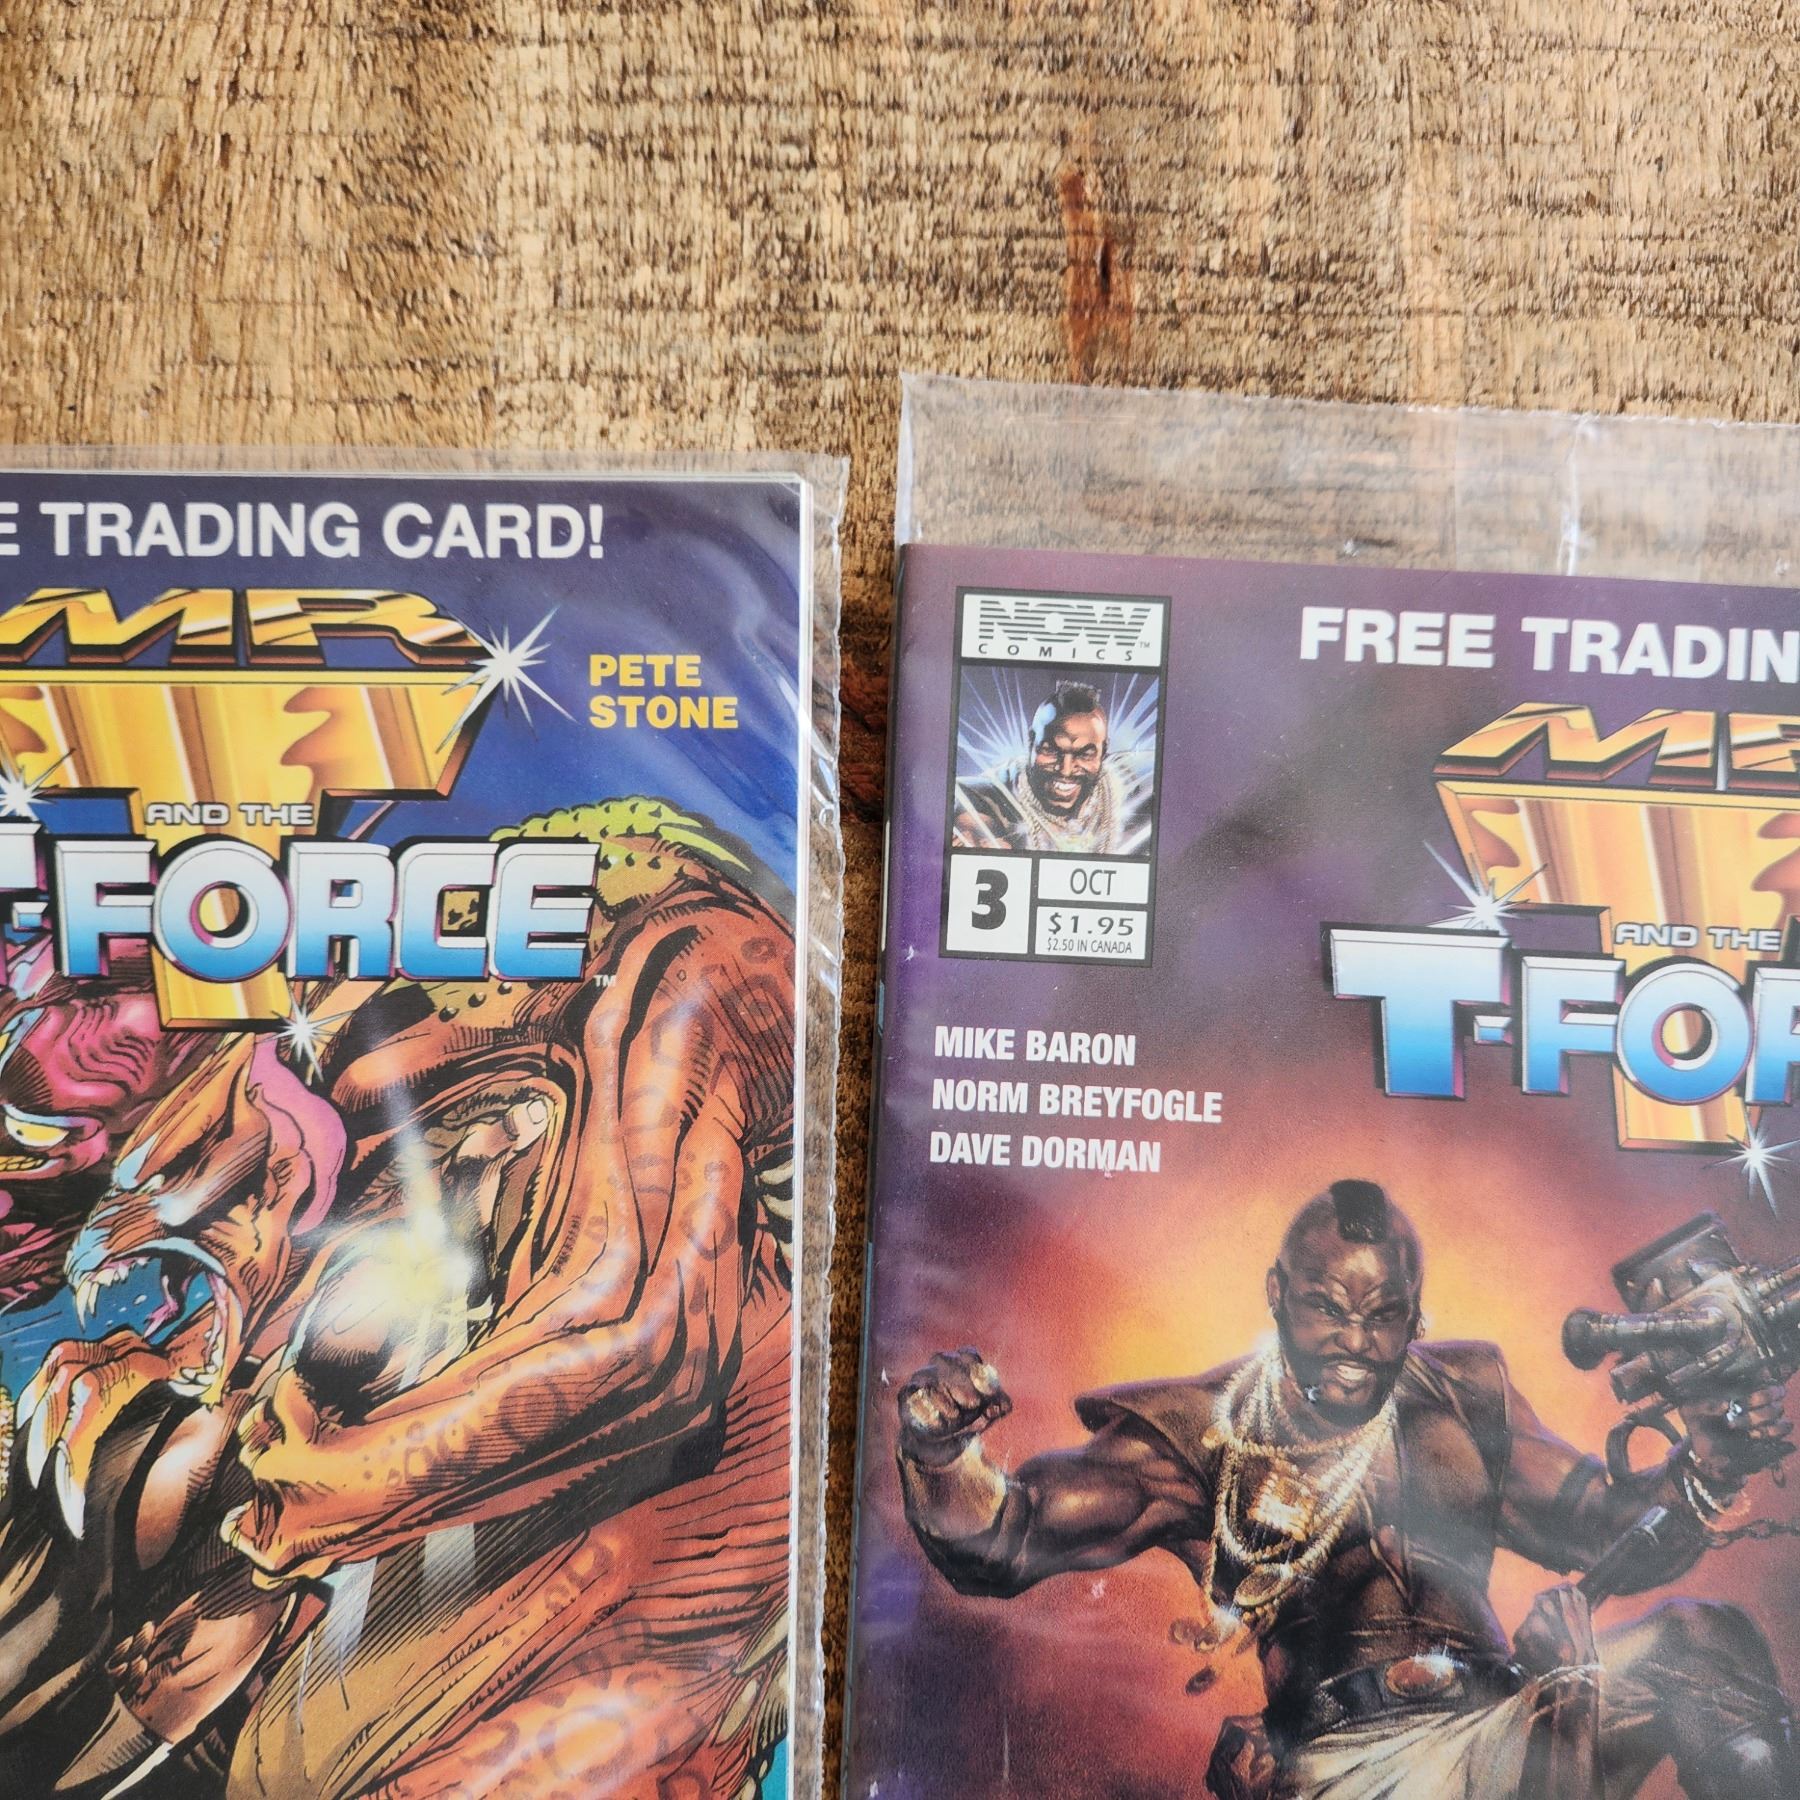 E TRADING CARD!
MR
T
PETE
STONE
AND THE
T-FORCE
TM
NOW
TM
COMICS
FREE TRADIN
MR
T
AND THE
T-FOR
3
OCT
$1.95
$2.50 IN CANADA
MIKE BARON
NORM BREYFOGLE
DAVE DORMAN